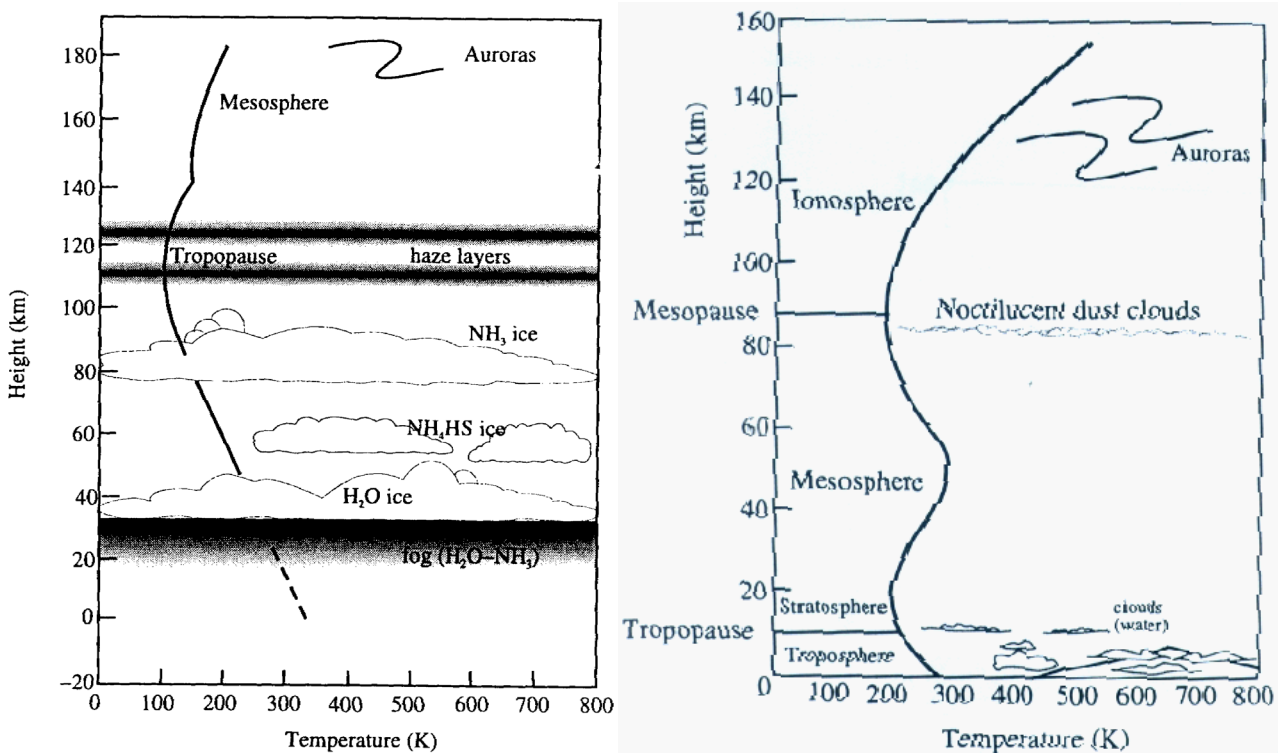 180
160
140
120
100
80
60
40
20
0
–20
Height (km)
Auroras
Mesosphere
Tropopause
haze layers
NH₃ ice
NH₄HS ice
H₂O ice
fog (H₂O–NH₃)
0 100 200 300 400 500 600 700 800
Temperature (K)
160
140
120
100
80
60
40
20
0
Height (km)
Auroras
Ionosphere
Mesopause
Noctilucent dust clouds
Mesosphere
Stratosphere
clouds
(water)
Tropopause
Troposphere
100 200 300 400 500 600 700 800
Temperature (K)